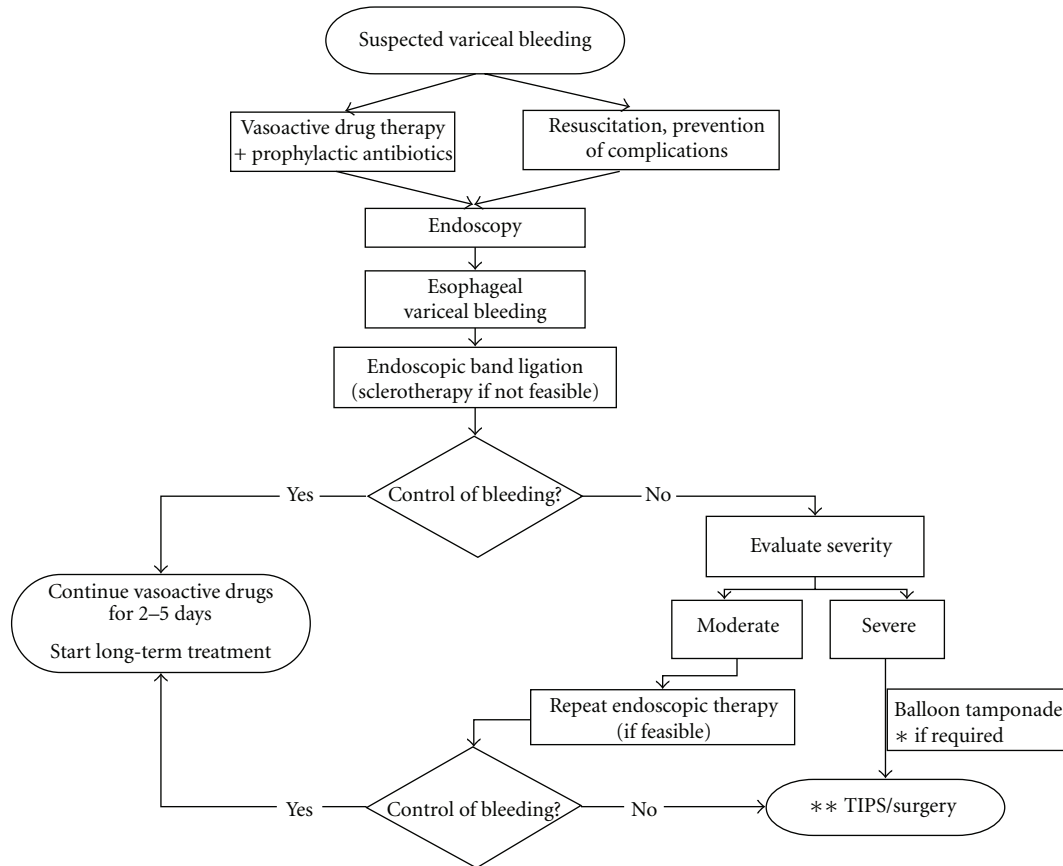 Suspected variceal bleeding
Vasoactive drug therapy
+ prophylactic antibiotics
Resuscitation, prevention
of complications
Endoscopy
Esophageal
variceal bleeding
Endoscopic band ligation
(sclerotherapy if not feasible)
Control of bleeding?
Yes
No
Evaluate severity
Continue vasoactive drugs
for 2–5 days
Start long-term treatment
Moderate
Severe
Repeat endoscopic therapy
(if feasible)
Balloon tamponade
∗ if required
Control of bleeding?
Yes
No
∗∗ TIPS/surgery